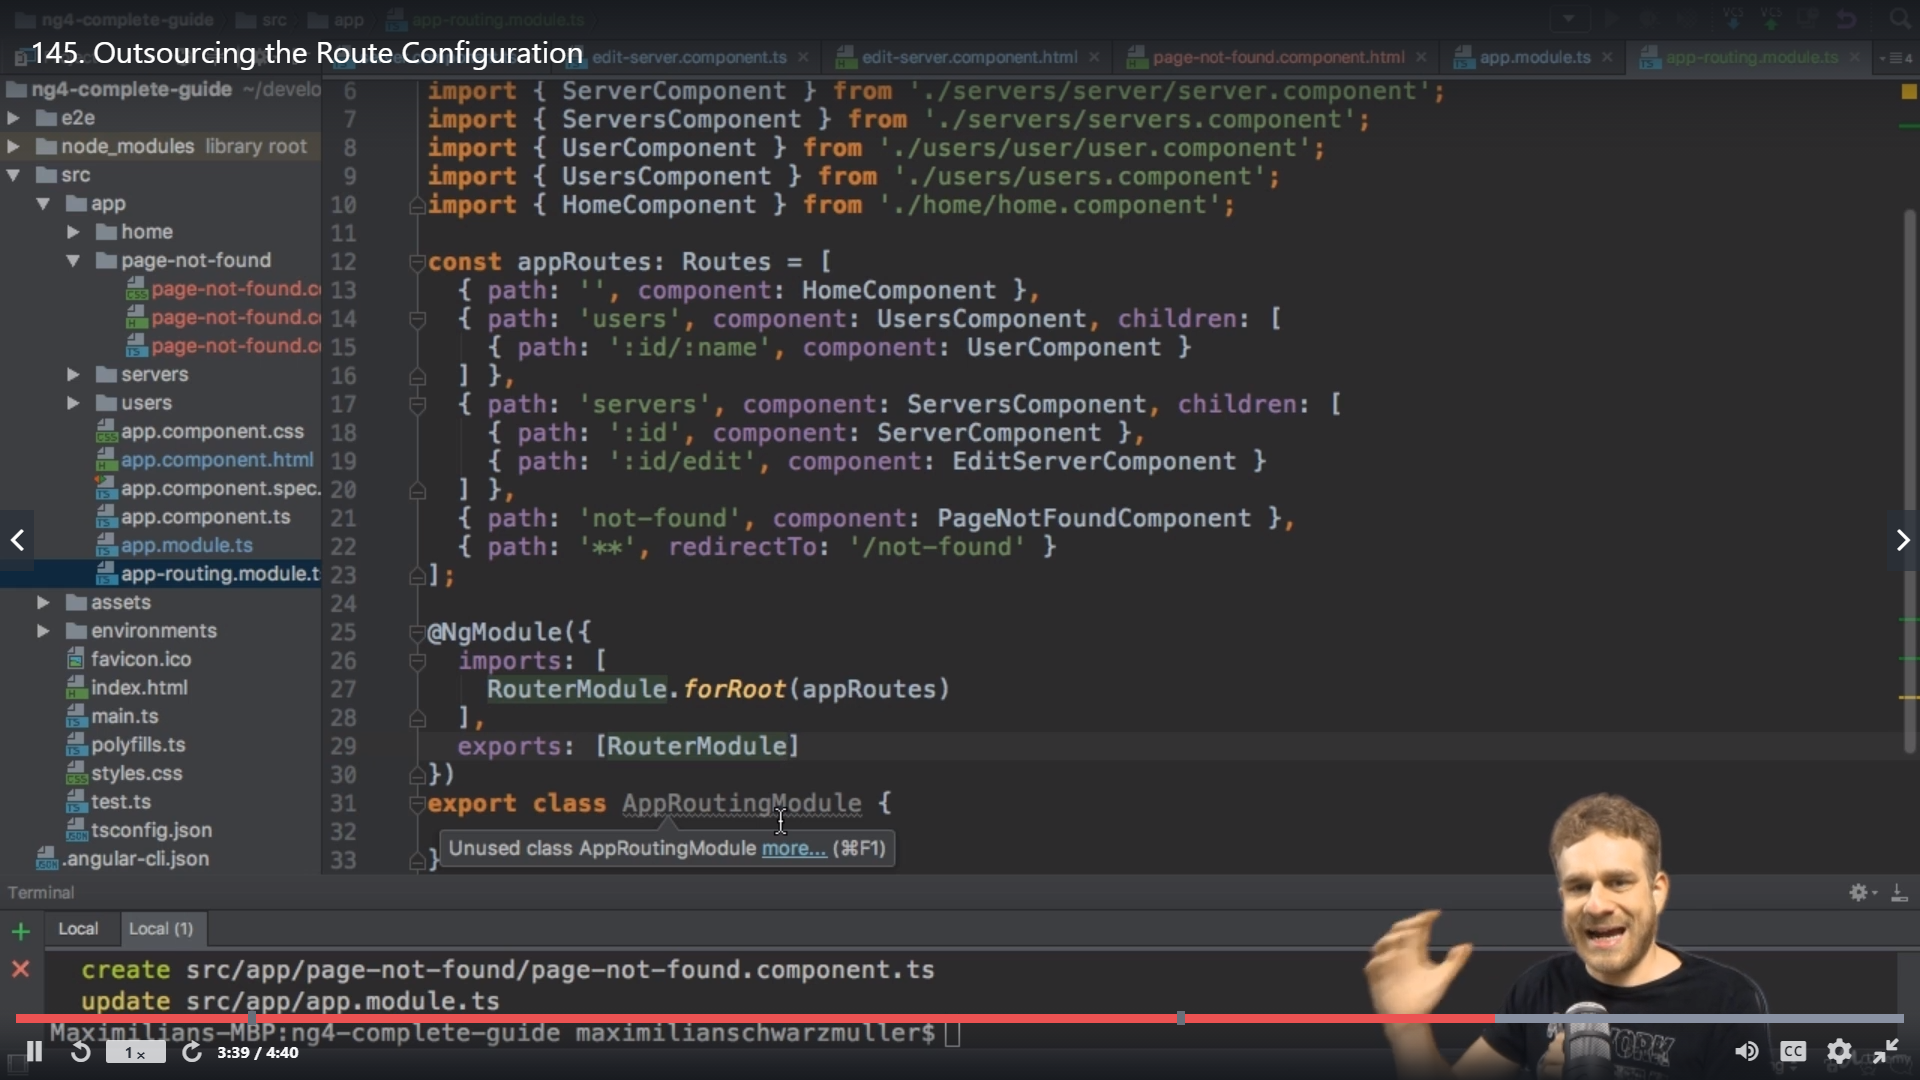 ng4-complete-guide src app app-routing.module.ts
145. Outsourcing the Route Configuration
edit-server.component.ts
edit-server.component.html
page-not-found.component.html
app.module.ts
app-routing.module.ts
4
ng4-complete-guide ~/develo
e2e
node_modules library root
src
app
home
page-not-found
page-not-found.c
page-not-found.c
page-not-found.c
servers
users
app.component.css
app.component.html
app.component.spec.
app.component.ts
app.module.ts
app-routing.module.t
assets
environments
favicon.ico
index.html
main.ts
polyfills.ts
styles.css
test.ts
tsconfig.json
.angular-cli.json
6 import { ServerComponent } from './servers/server/server.component';
7 import { ServersComponent } from './servers/servers.component';
8 import { UserComponent } from './users/user/user.component';
9 import { UsersComponent } from './users/users.component';
10 import { HomeComponent } from './home/home.component';
11
12 const appRoutes: Routes = [
13 { path: '', component: HomeComponent },
14 { path: 'users', component: UsersComponent, children: [
15 { path: ':id/:name', component: UserComponent }
16 ] },
17 { path: 'servers', component: ServersComponent, children: [
18 { path: ':id', component: ServerComponent },
19 { path: ':id/edit', component: EditServerComponent }
20 ] },
21 { path: 'not-found', component: PageNotFoundComponent },
22 { path: '**', redirectTo: '/not-found' }
23 ];
24
25 @NgModule({
26 imports: [
27 RouterModule.forRoot(appRoutes)
28 ],
29 exports: [RouterModule]
30 })
31 export class AppRoutingModule {
32
Unused class AppRoutingModule more... (⌘F1)
33 }
Terminal
Local Local (1)
create src/app/page-not-found/page-not-found.component.ts
update src/app/app.module.ts
Maximilians-MBP:ng4-complete-guide maximilianschwarzmuller$
1 x
3:39 / 4:40
CC